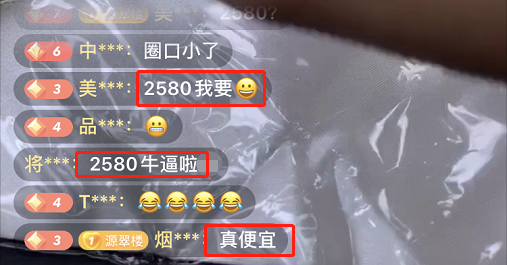 美***: 2580?
6 中***: 圈口小了
3 美***: 2580我要😀
4 品***: 😬
将***: 2580牛逼啦
4 T***: 😂😂😂😂
3 源翠楼 烟***: 真便宜